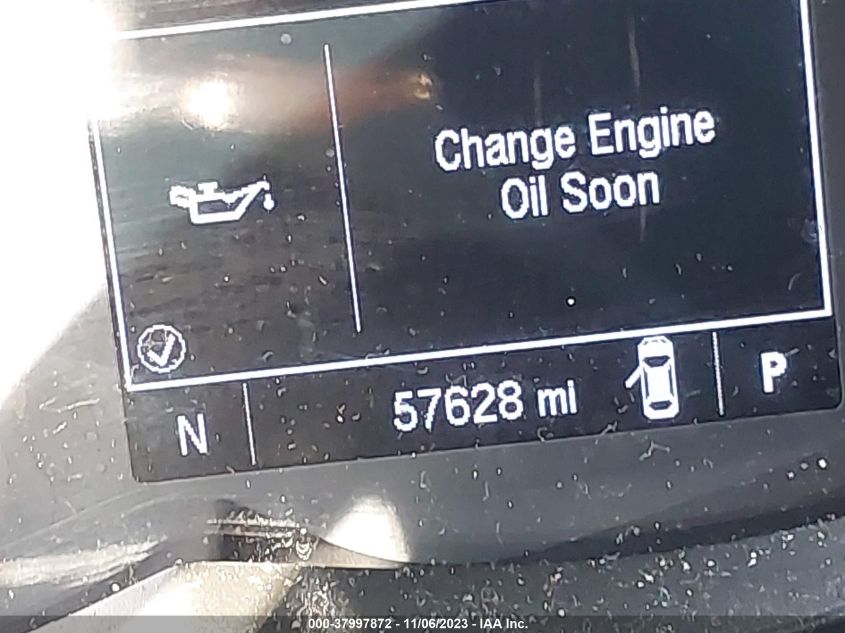 Change Engine
Oil Soon
N 57628 mi P
000-37997872 - 11/06/2023 - IAA Inc.